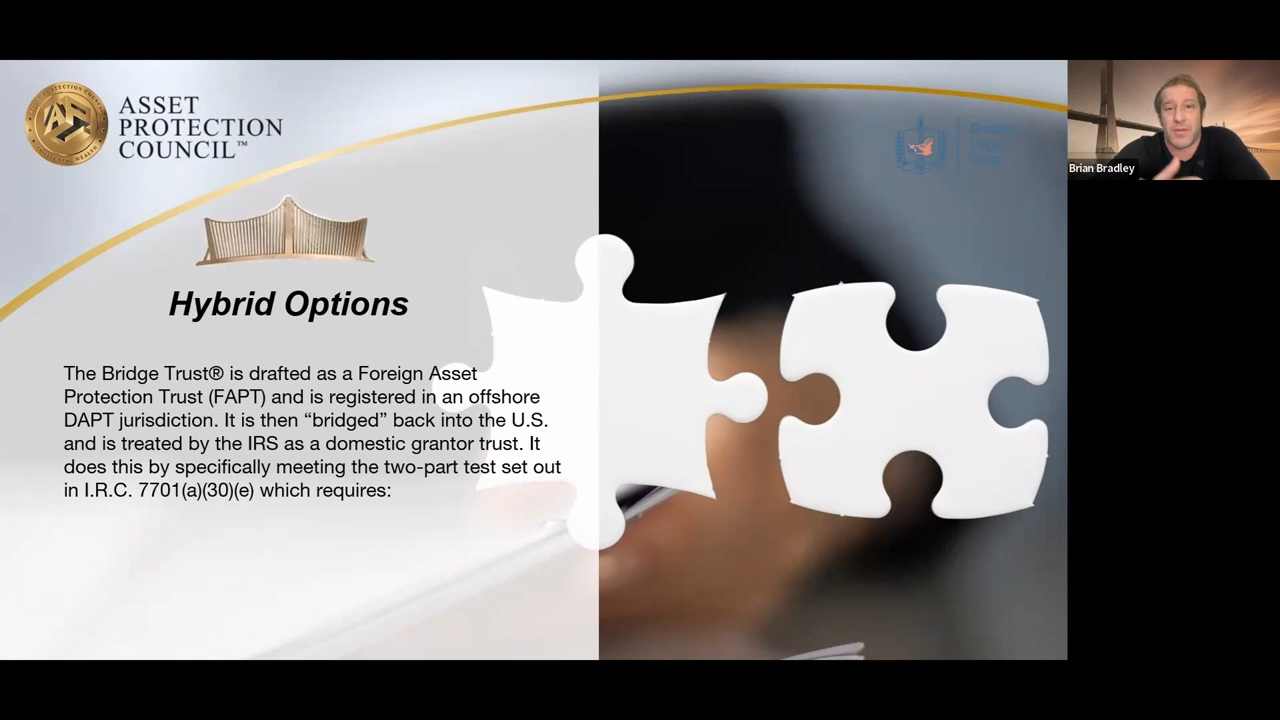 ASSET
PROTECTION
COUNCIL™
Hybrid Options
The Bridge Trust® is drafted as a Foreign Asset
Protection Trust (FAPT) and is registered in an offshore
DAPT jurisdiction. It is then “bridged” back into the U.S.
and is treated by the IRS as a domestic grantor trust. It
does this by specifically meeting the two-part test set out
in I.R.C. 7701(a)(30)(e) which requires:
Brian Bradley